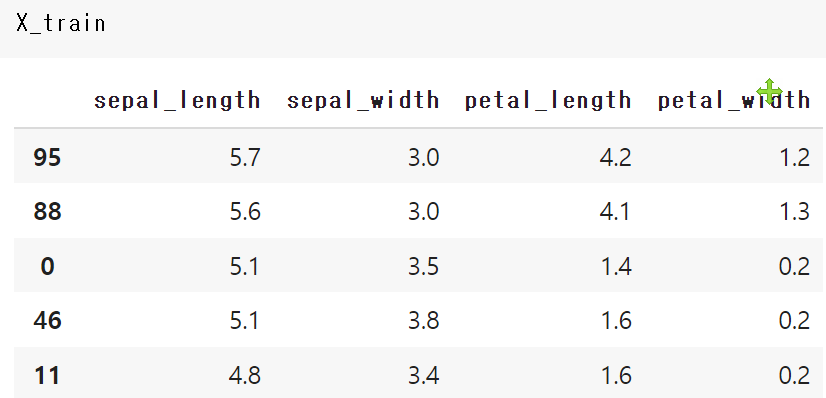 X_train
sepal_length sepal_width petal_length petal_width
95 5.7 3.0 4.2 1.2
88 5.6 3.0 4.1 1.3
0 5.1 3.5 1.4 0.2
46 5.1 3.8 1.6 0.2
11 4.8 3.4 1.6 0.2